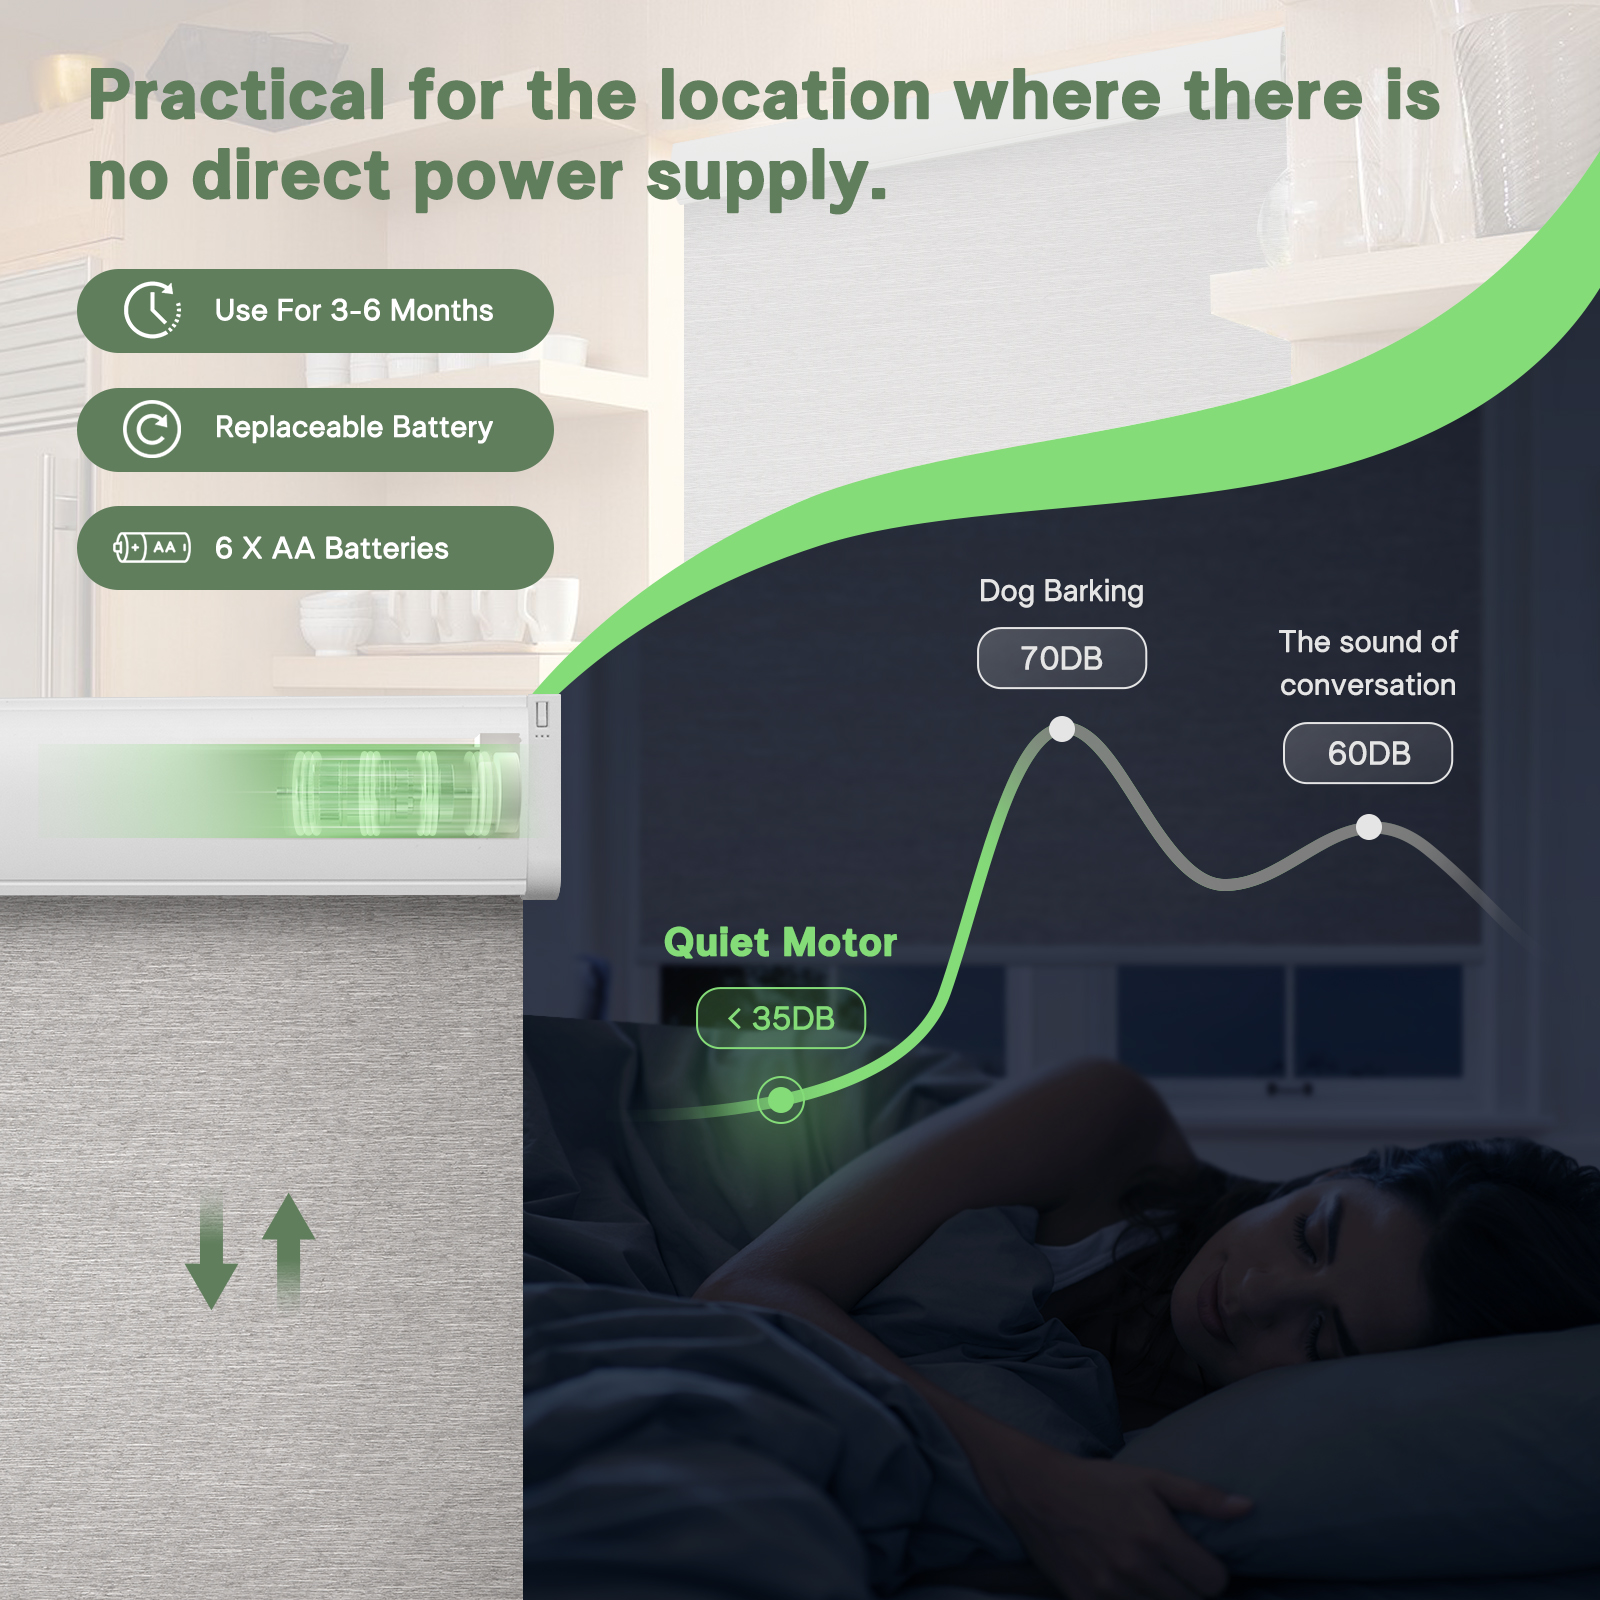 Practical for the location where there is
no direct power supply.
Use For 3-6 Months
Replaceable Battery
AA
6 X AA Batteries
Dog Barking
70DB
The sound of
conversation
60DB
Quiet Motor
< 35DB